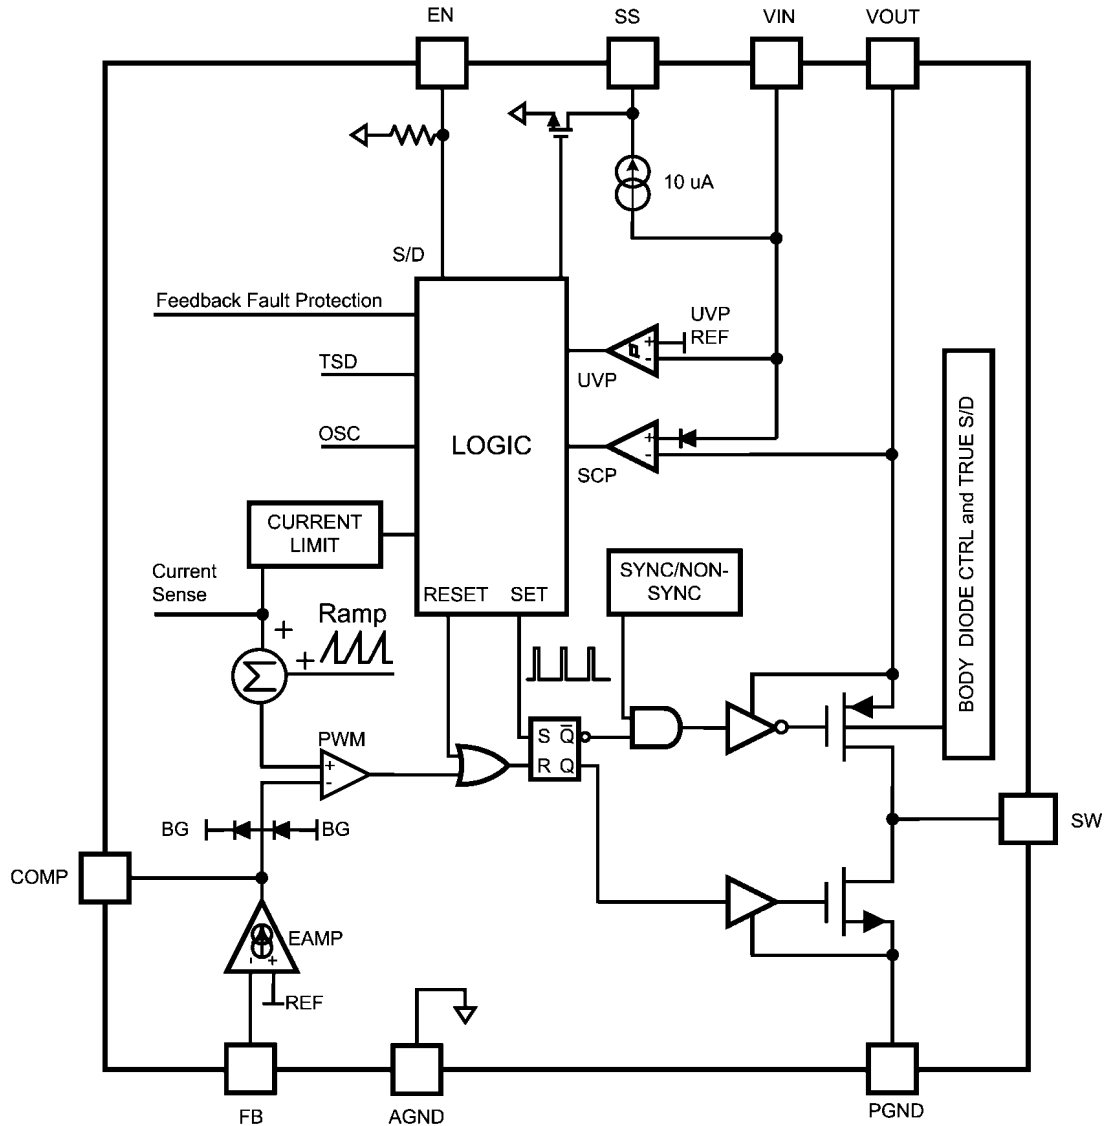 EN
SS
VIN
VOUT
10 uA
S/D
Feedback Fault Protection
UVP
REF
+
-
UVP
TSD
OSC
LOGIC
+
-
SCP
BODY DIODE CTRL and TRUE S/D
CURRENT
LIMIT
SYNC/NON-
SYNC
Current
Sense
RESET SET
+
Ramp
+
Σ
S Q̅
R Q
PWM
+
-
BG
BG
SW
COMP
EAMP
- +
REF
FB
AGND
PGND